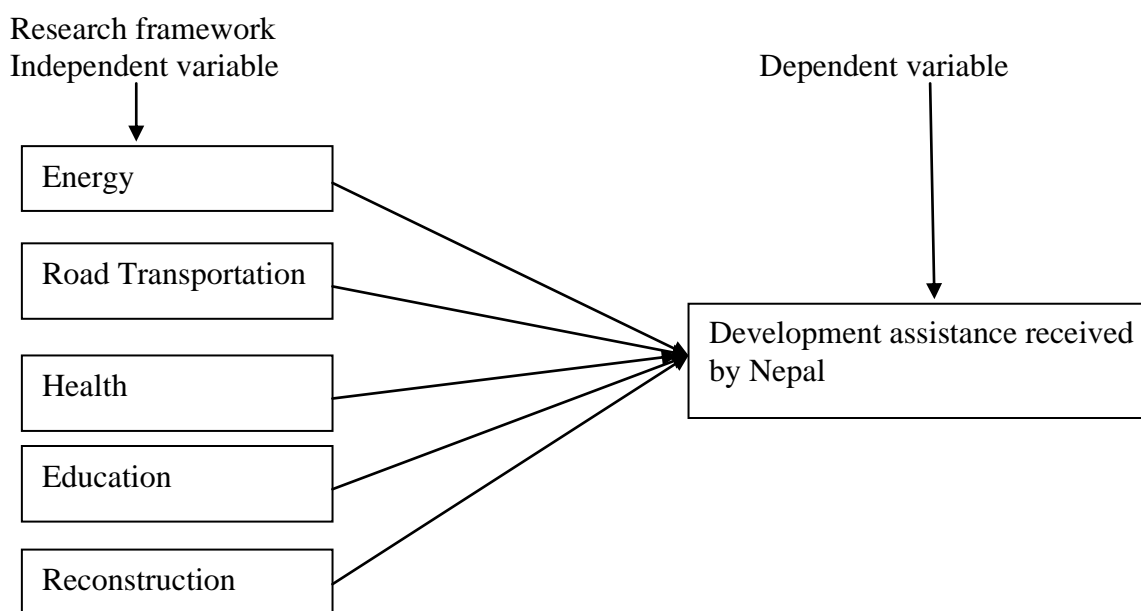 Research framework
Independent variable
Dependent variable
Energy
Road Transportation
Health
Education
Reconstruction
Development assistance received
by Nepal